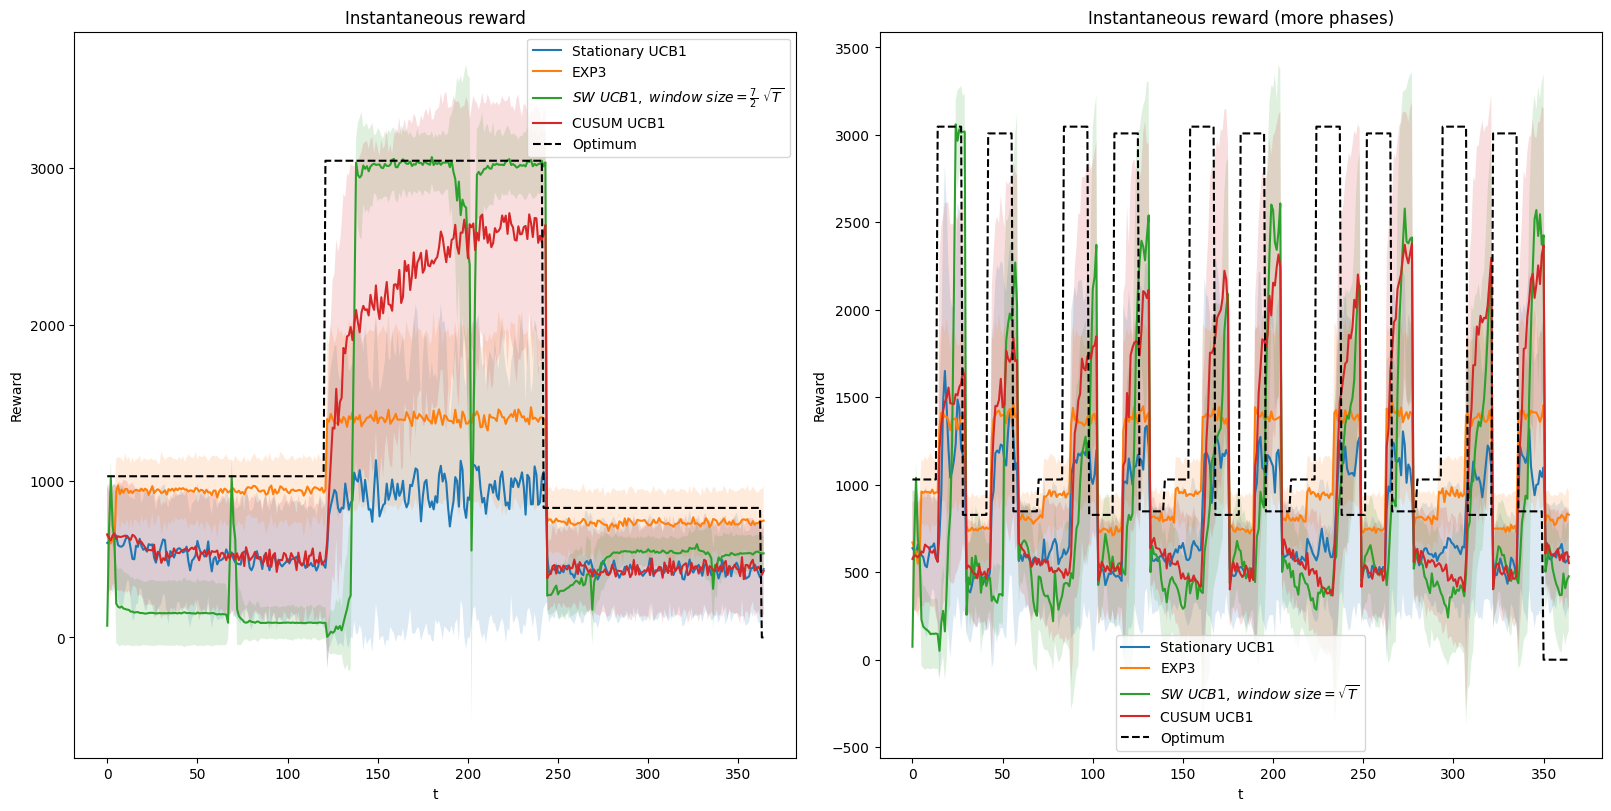 Instantaneous reward
Reward
3000
2000
1000
0
0 50 100 150 200 250 300 350
t
Stationary UCB1
EXP3
SW UCB1, window size = 7/2 √T
CUSUM UCB1
Optimum
Instantaneous reward (more phases)
Reward
3500
3000
2500
2000
1500
1000
500
0
−500
0 50 100 150 200 250 300 350
t
Stationary UCB1
EXP3
SW UCB1, window size = √T
CUSUM UCB1
Optimum